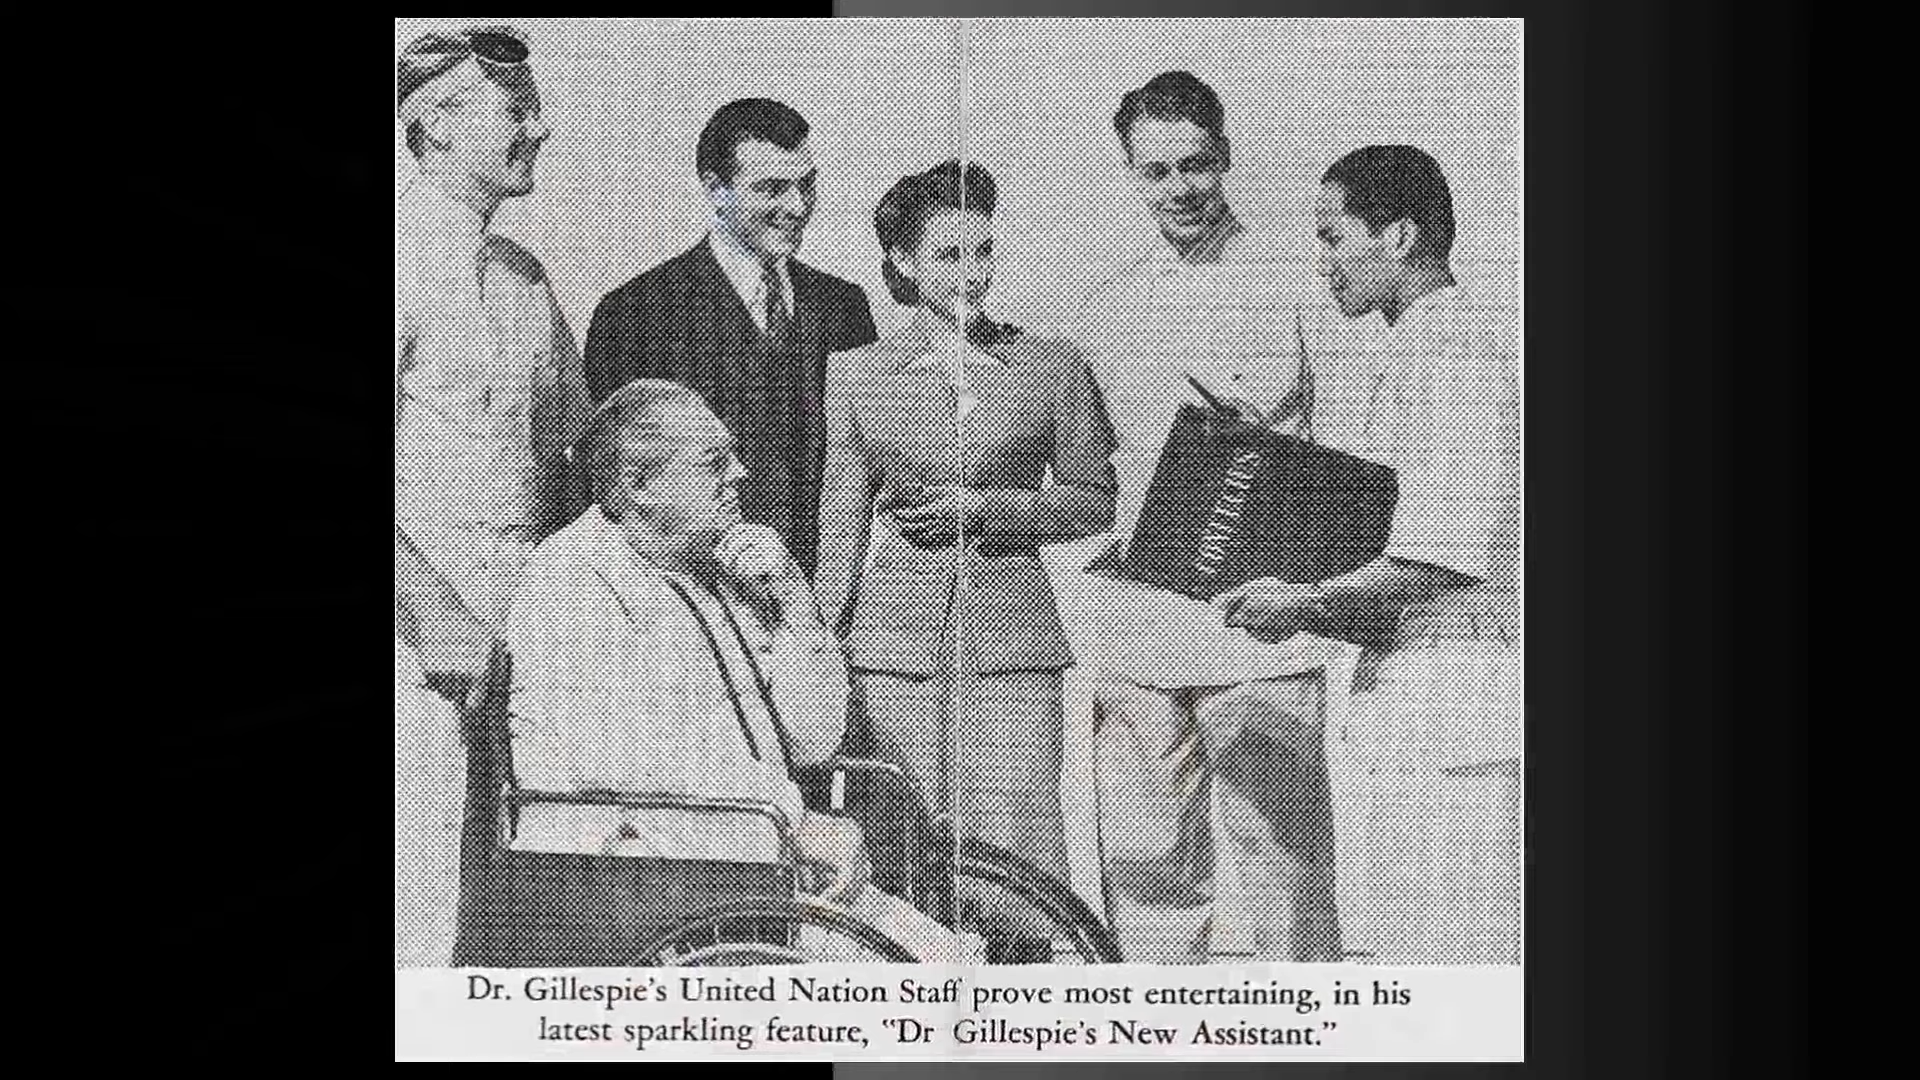 Dr. Gillespie's United Nation Staff prove most entertaining, in his
latest sparkling feature, "Dr Gillespie's New Assistant."